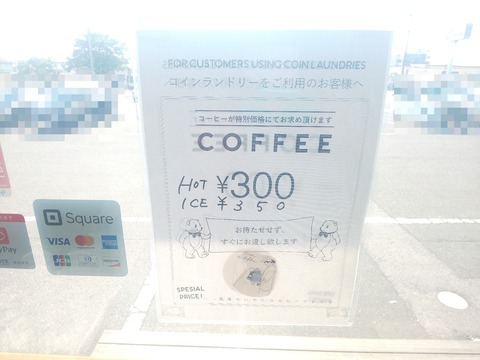 FOR CUSTOMERS USING COIN LAUNDRIES
コインランドリーをご利用のお客様へ
コーヒーが特別価格にてお求め頂けます
COFFEE
HOT ¥300
ICE ¥350
お待たせせず、
すぐにお渡し致します
SPESIAL
PRICE!
Square
VISA
mastercard
JCB
Pay